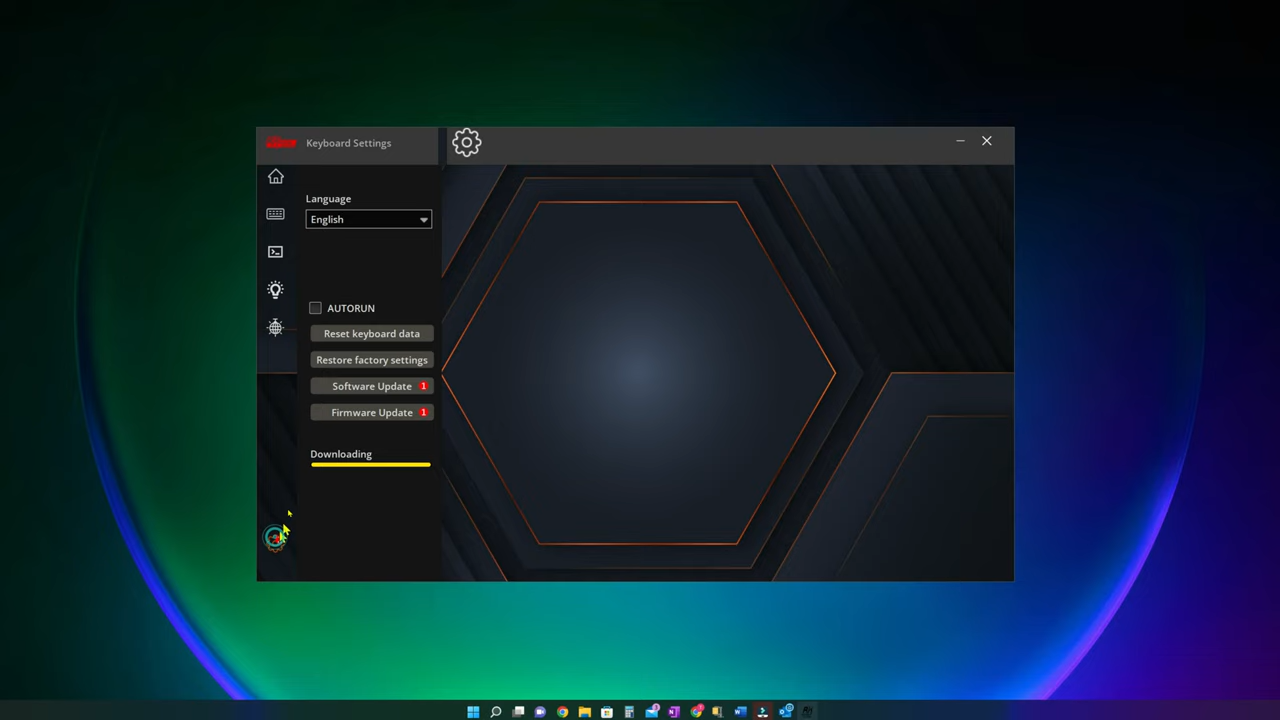 Keyboard Settings
Language
English
AUTORUN
Reset keyboard data
Restore factory settings
Software Update 1
Firmware Update 1
Downloading